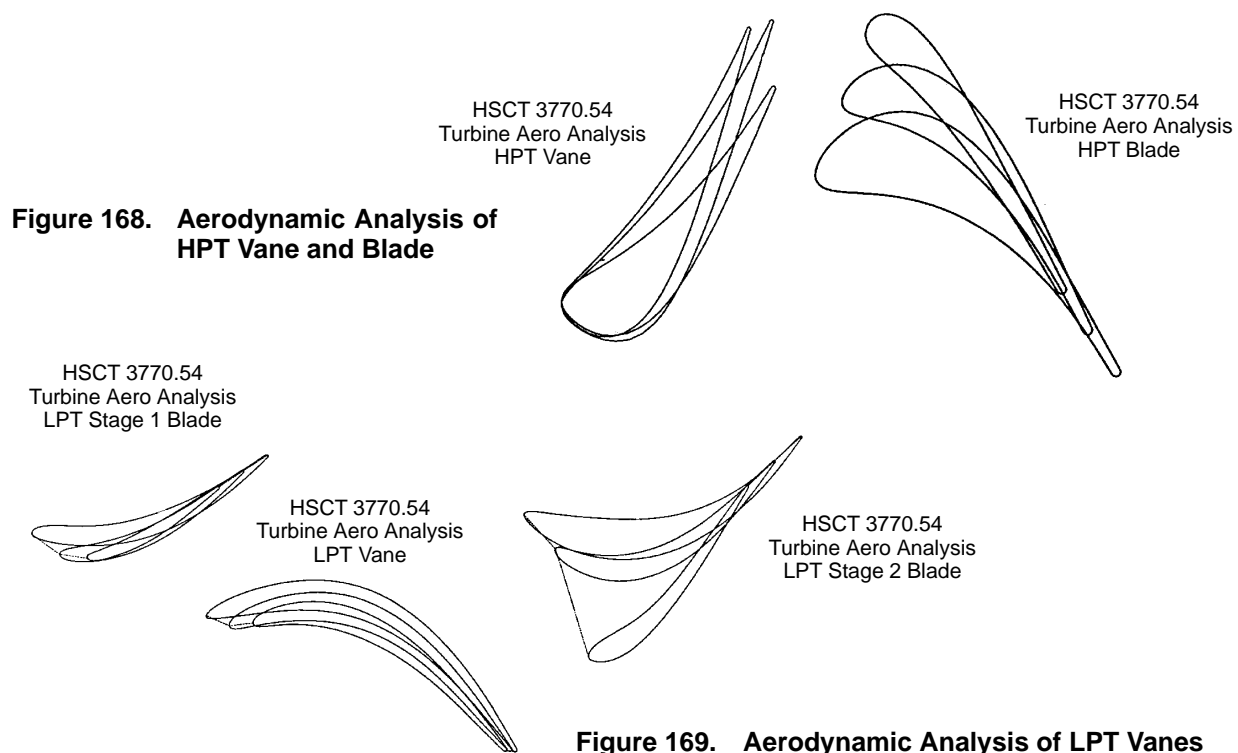 HSCT 3770.54
Turbine Aero Analysis
HPT Vane
HSCT 3770.54
Turbine Aero Analysis
HPT Blade
Figure 168. Aerodynamic Analysis of
HPT Vane and Blade
HSCT 3770.54
Turbine Aero Analysis
LPT Stage 1 Blade
HSCT 3770.54
Turbine Aero Analysis
LPT Vane
HSCT 3770.54
Turbine Aero Analysis
LPT Stage 2 Blade
Figure 169. Aerodynamic Analysis of LPT Vanes